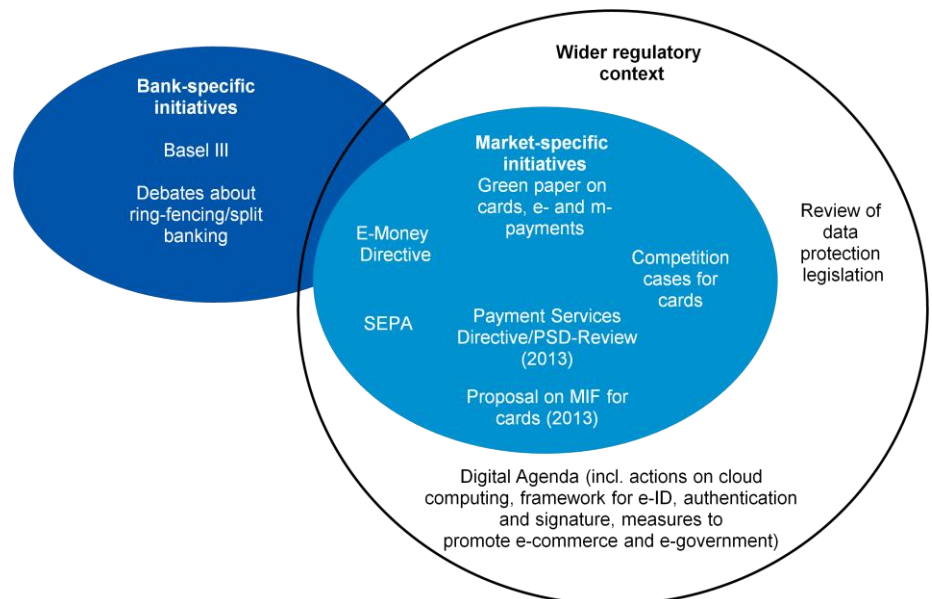 Wider regulatory
context
Bank-specific
initiatives
Basel III
Debates about
ring-fencing/split
banking
Market-specific
initiatives
Green paper on
cards, e- and m-
payments
E-Money
Directive
Competition
cases for
cards
SEPA
Payment Services
Directive/PSD-Review
(2013)
Proposal on MIF for
cards (2013)
Review of
data
protection
legislation
Digital Agenda (incl. actions on cloud
computing, framework for e-ID, authentication
and signature, measures to
promote e-commerce and e-government)